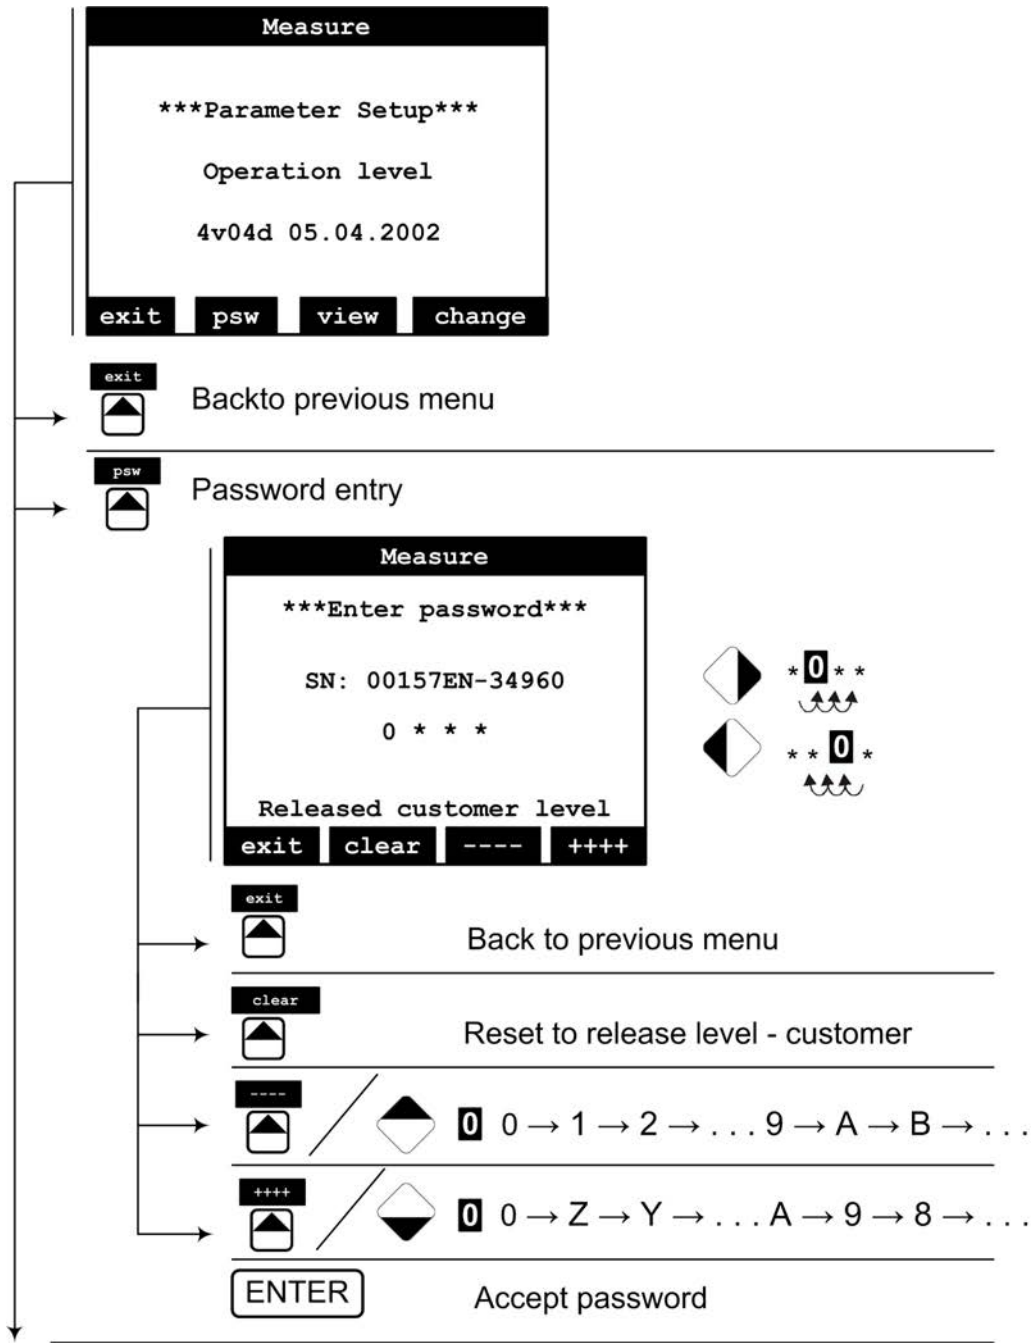 Measure
***Parameter Setup***
Operation level
4v04d 05.04.2002
exit psw view change
exit
Backto previous menu
psw
Password entry
Measure
***Enter password***
SN: 00157EN-34960
0 * * *
Released customer level
exit clear ---- ++++
* 0 * *
* * 0 *
exit
Back to previous menu
clear
Reset to release level - customer
----
0 0 → 1 → 2 → . . . 9 → A → B → . . .
++++
0 0 → Z → Y → . . . A → 9 → 8 → . . .
ENTER Accept password